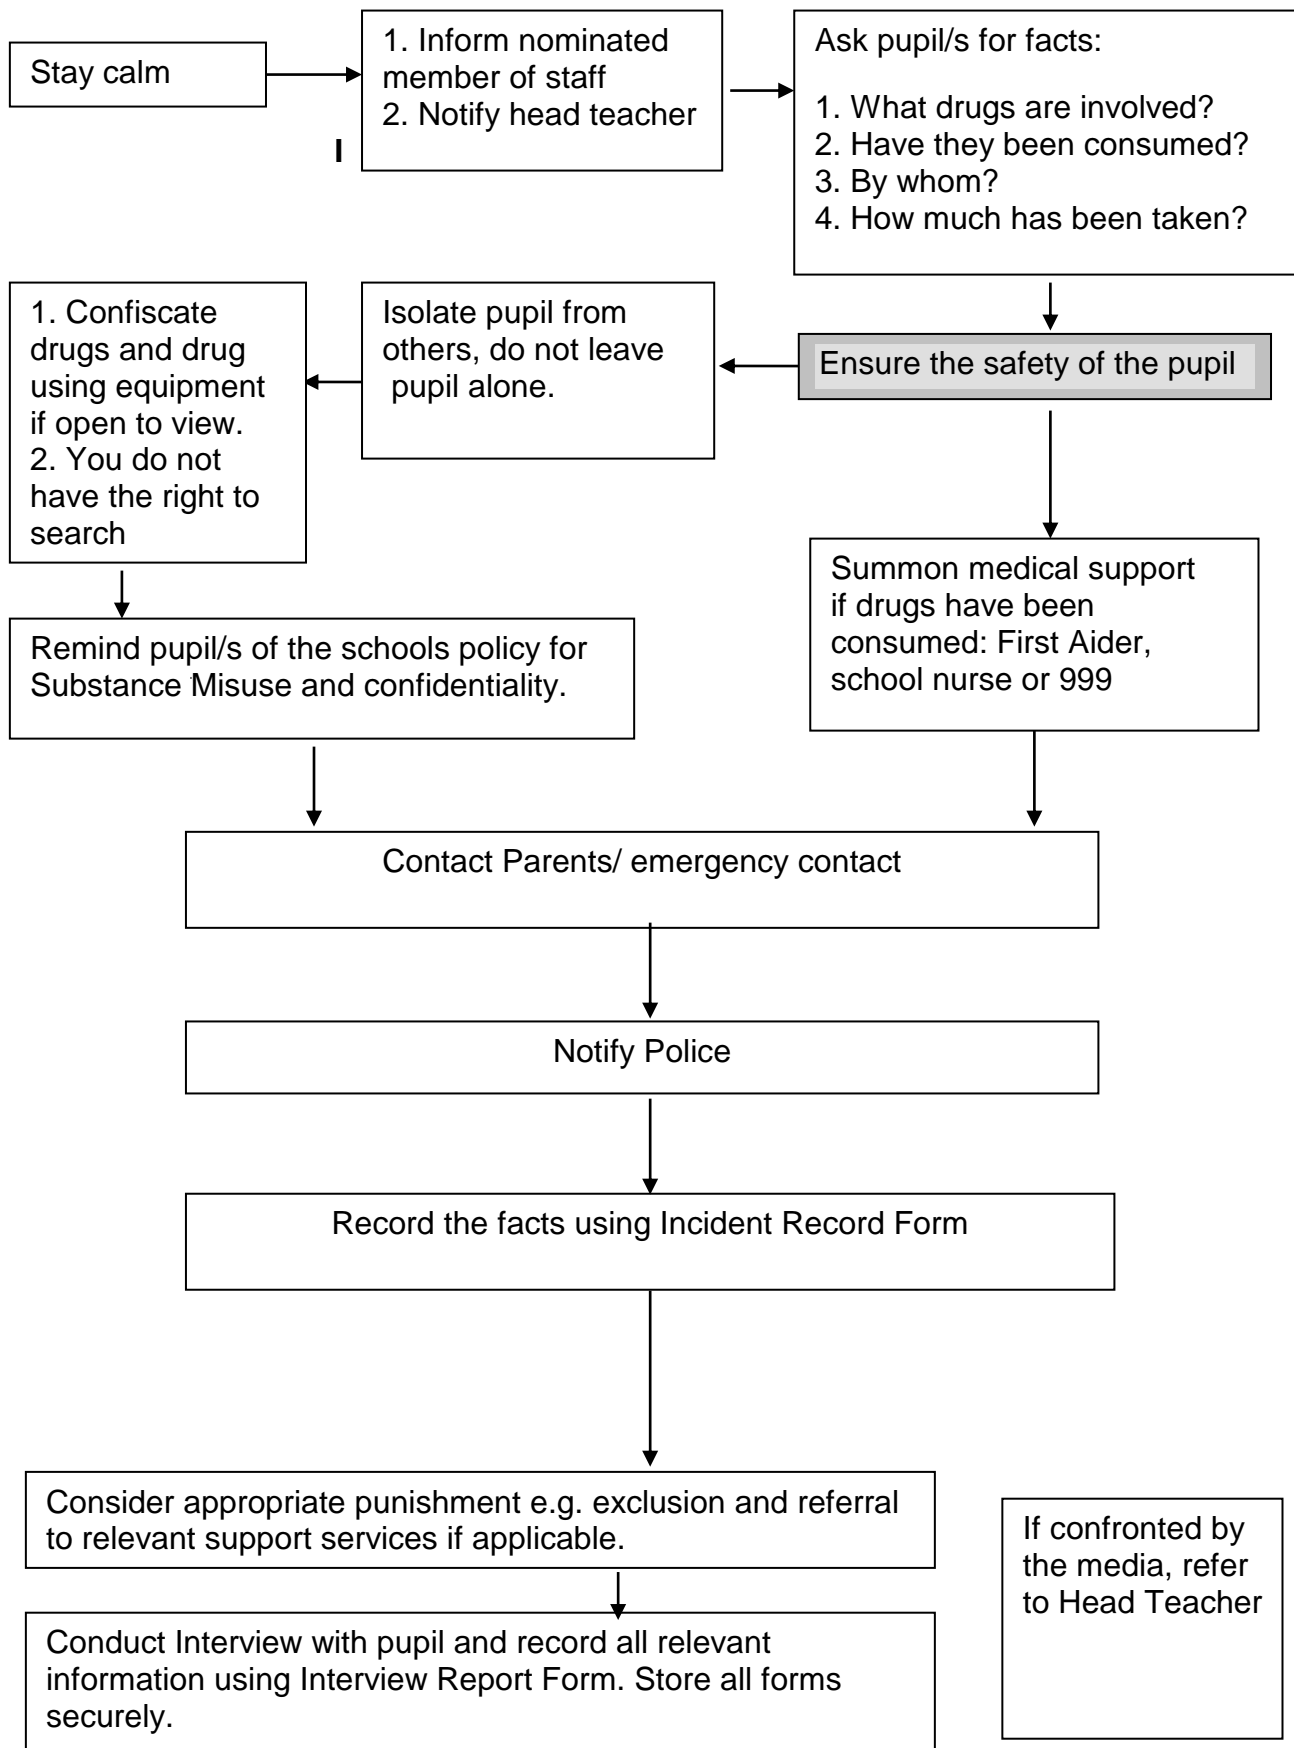 Stay calm
1. Inform nominated
member of staff
2. Notify head teacher
I
Ask pupil/s for facts:
1. What drugs are involved?
2. Have they been consumed?
3. By whom?
4. How much has been taken?
Ensure the safety of the pupil
Isolate pupil from
others, do not leave
pupil alone.
1. Confiscate
drugs and drug
using equipment
if open to view.
2. You do not
have the right to
search
Remind pupil/s of the schools policy for
Substance Misuse and confidentiality.
Summon medical support
if drugs have been
consumed: First Aider,
school nurse or 999
Contact Parents/ emergency contact
Notify Police
Record the facts using Incident Record Form
Consider appropriate punishment e.g. exclusion and referral
to relevant support services if applicable.
Conduct Interview with pupil and record all relevant
information using Interview Report Form. Store all forms
securely.
If confronted by
the media, refer
to Head Teacher